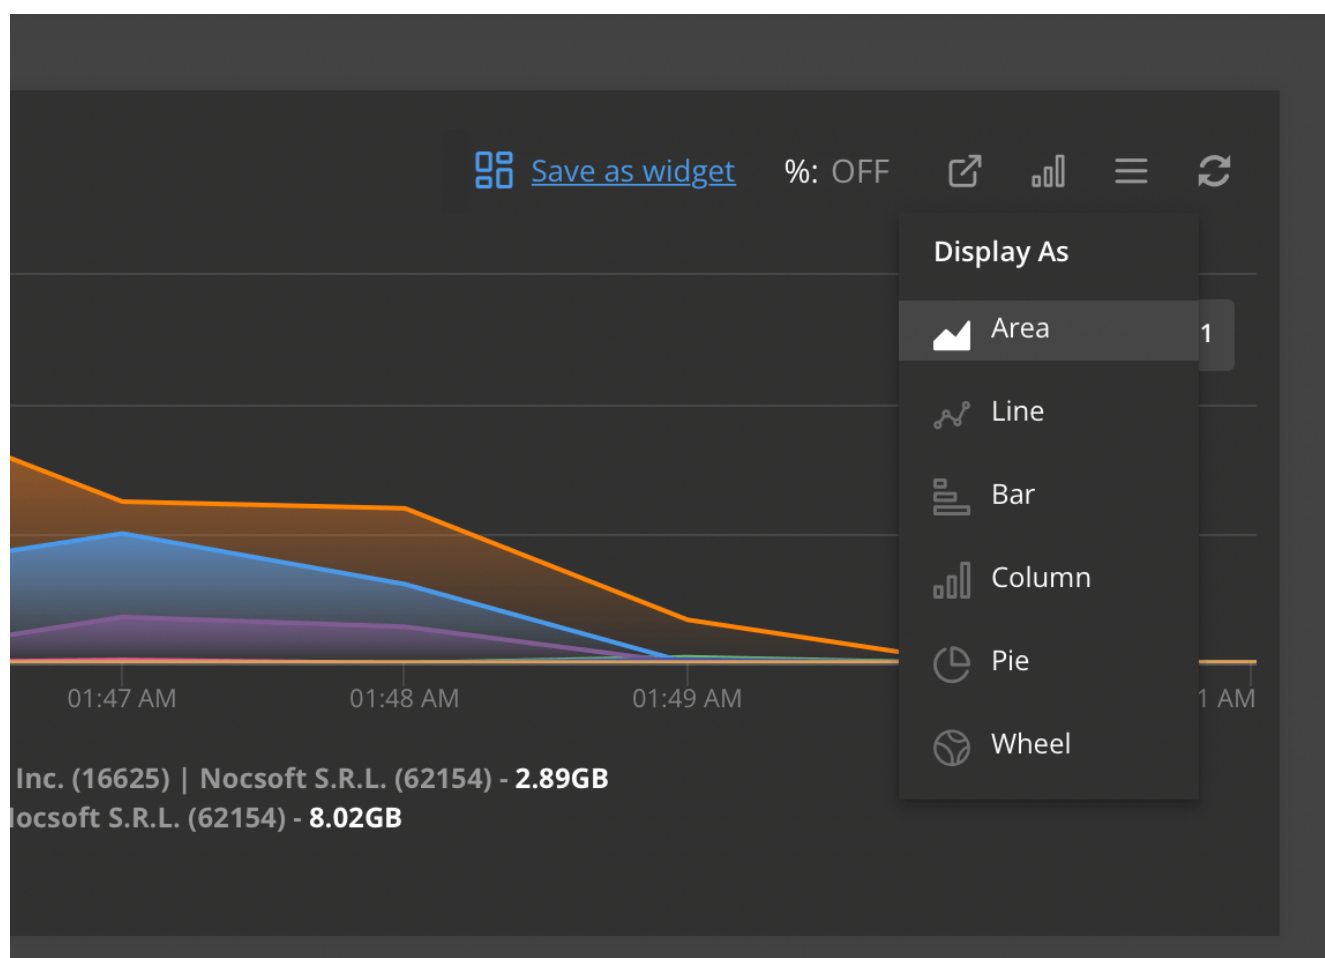 Save as widget %: OFF
Display As
Area
1
Line
Bar
Column
Pie
01:47 AM 01:48 AM 01:49 AM 1 AM
Wheel
Inc. (16625) | Nocsoft S.R.L. (62154) - 2.89GB
ocsoft S.R.L. (62154) - 8.02GB